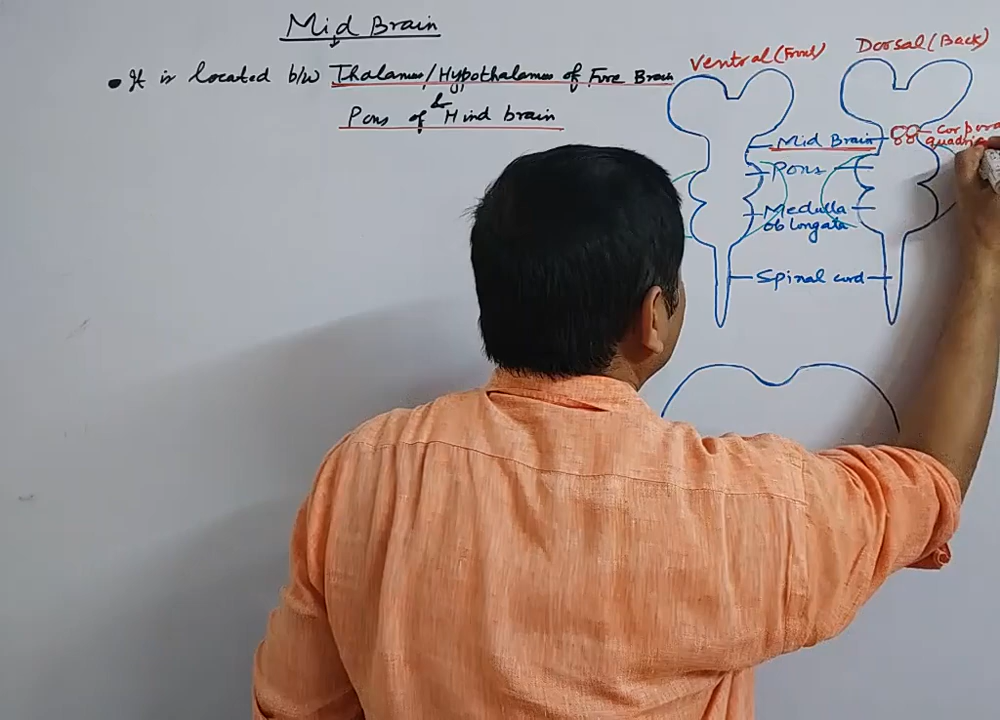 Mid Brain
• It is located b/w Thalamus/Hypothalamus of Fore Brain
&
Pons of Hind brain
Ventral (Front)
Dorsal (Back)
Mid Brain
corpora
Pons
Medulla
oblongata
Spinal cord